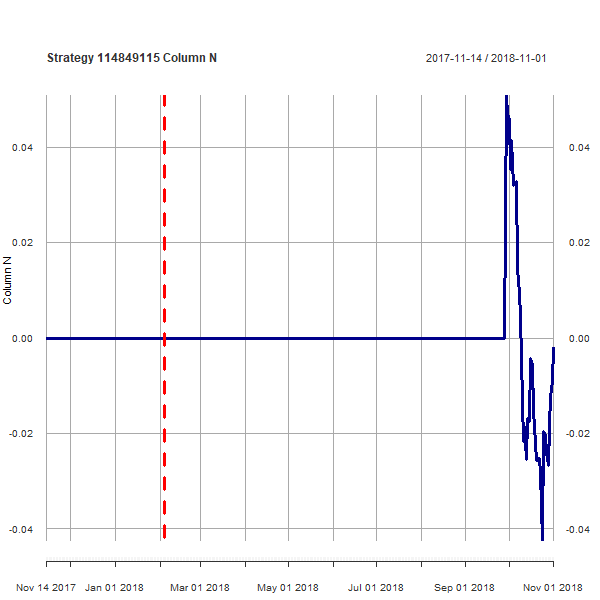 Strategy 114849115 Column N
2017-11-14 / 2018-11-01
0.04 0.04
0.02 0.02
0.00 0.00
-0.02 -0.02
-0.04 -0.04
Column N
Nov 14 2017 Jan 01 2018 Mar 01 2018 May 01 2018 Jul 01 2018 Sep 01 2018 Nov 01 2018